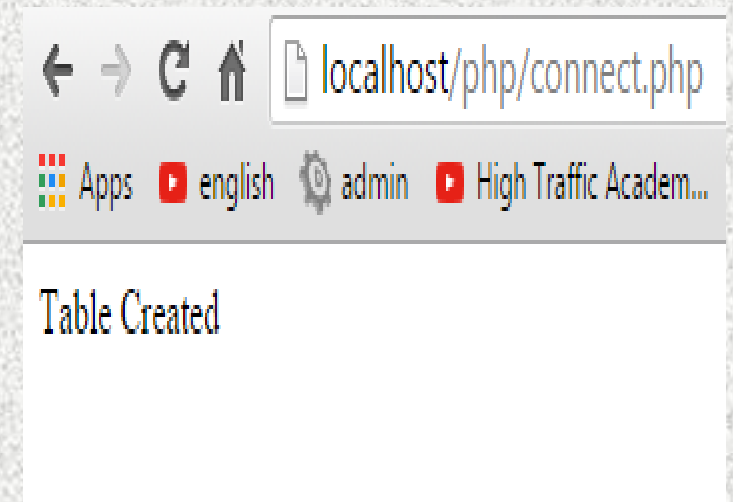 localhost/php/connect.php
Apps english admin High Traffic Academ...
Table Created